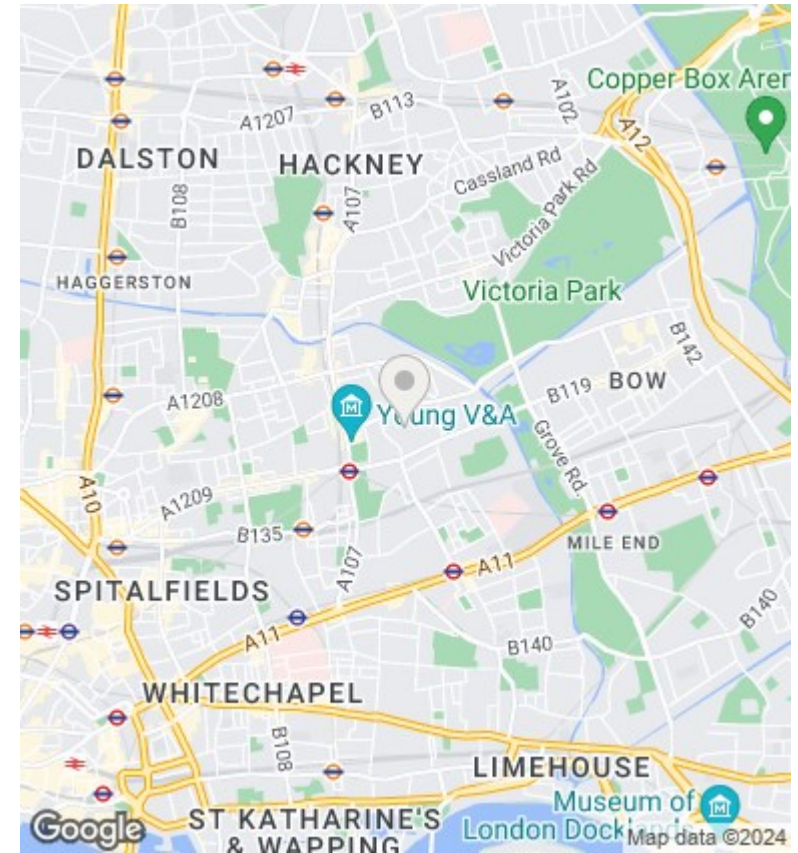 Copper Box Aren
A102
B113
A1207
A12
DALSTON
HACKNEY
Cassland Rd
B108
A107
Victoria Park Rd
HAGGERSTON
Victoria Park
B142
BOW
B119
A1208
Young V&A
Grove Rd.
A10
A1209
B135
MILE END
A107
A11
SPITALFIELDS
B140
A11
B140
WHITECHAPEL
B108
LIMEHOUSE
Museum of
London Dockl
ST KATHARINE'S
& WAPPING
Google
Map data ©2024